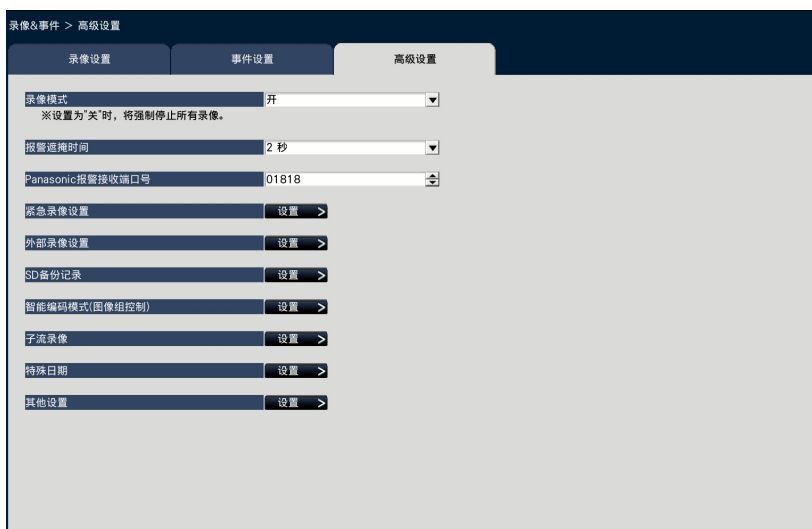 录像&事件 > 高级设置
录像设置 事件设置 高级设置
录像模式 开
※设置为"关"时，将强制停止所有录像。
报警遮掩时间 2 秒
Panasonic报警接收端口号 01818
紧急录像设置 设置 >
外部录像设置 设置 >
SD备份记录 设置 >
智能编码模式(图像组控制) 设置 >
子流录像 设置 >
特殊日期 设置 >
其他设置 设置 >